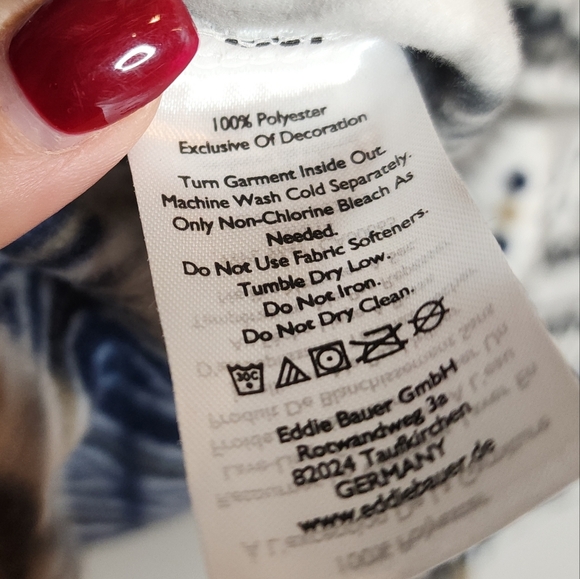 100% Polyester
Exclusive Of Decoration
Turn Garment Inside Out.
Machine Wash Cold Separately.
Only Non-Chlorine Bleach As
Needed.
Do Not Use Fabric Softeners.
Tumble Dry Low.
Do Not Iron.
Do Not Dry Clean.
30C
Eddie Bauer GmbH
Rotwandweg 3a
82024 Taufkirchen
GERMANY
www.eddiebauer.de